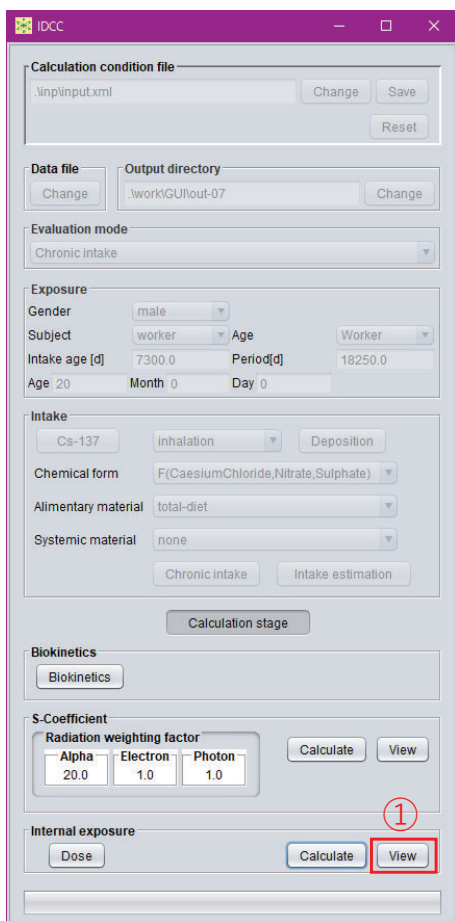 IDCC
Calculation condition file
.\inp\input.xml Change Save
Reset
Data file Output directory
Change .\work\GUI\out-07 Change
Evaluation mode
Chronic intake
Exposure
Gender male
Subject worker Age Worker
Intake age [d] 7300.0 Period[d] 18250.0
Age 20 Month 0 Day 0
Intake
Cs-137 inhalation Deposition
Chemical form F(CaesiumChloride,Nitrate,Sulphate)
Alimentary material total-diet
Systemic material none
Chronic intake Intake estimation
Calculation stage
Biokinetics
Biokinetics
S-Coefficient
Radiation weighting factor
Alpha Electron Photon Calculate View
20.0 1.0 1.0
①
Internal exposure
Dose Calculate View